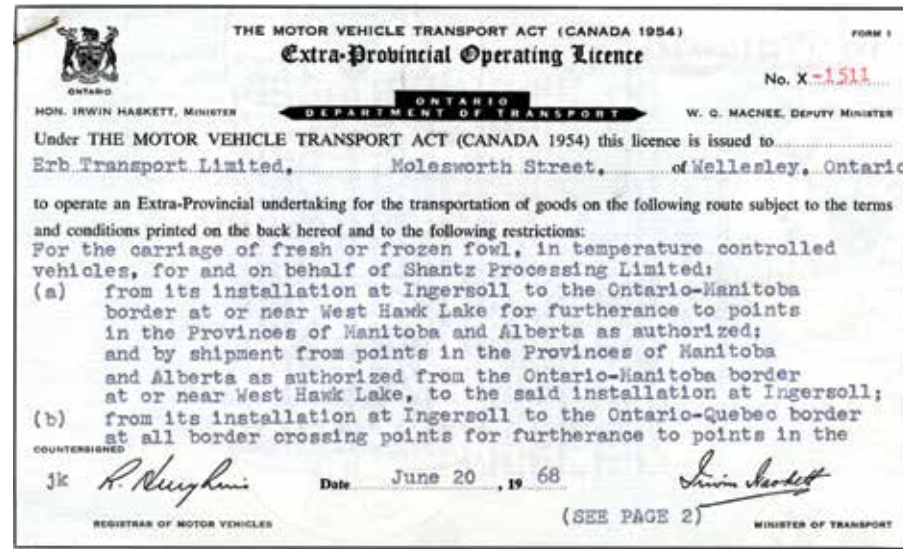 THE MOTOR VEHICLE TRANSPORT ACT (CANADA 1954)
FORM 1
Extra-Provincial Operating Licence
No. X -1511
ONTARIO
ONTARIO
HON. IRWIN HASKETT, MINISTER
DEPARTMENT OF TRANSPORT
W. Q. MACNEE, DEPUTY MINISTER
Under THE MOTOR VEHICLE TRANSPORT ACT (CANADA 1954) this licence is issued to
Erb Transport Limited, Molesworth Street, of Wellesley, Ontario
to operate an Extra-Provincial undertaking for the transportation of goods on the following route subject to the terms
and conditions printed on the back hereof and to the following restrictions:
For the carriage of fresh or frozen fowl, in temperature controlled
vehicles, for and on behalf of Shantz Processing Limited:
(a) from its installation at Ingersoll to the Ontario-Manitoba
border at or near West Hawk Lake for furtherance to points
in the Provinces of Manitoba and Alberta as authorized;
and by shipment from points in the Provinces of Manitoba
and Alberta as authorized from the Ontario-Manitoba border
at or near West Hawk Lake, to the said installation at Ingersoll;
(b) from its installation at Ingersoll to the Ontario-Quebec border
at all border crossing points for furtherance to points in the
COUNTERSIGNED
jk Date June 20, 19 68 Irwin Haskett
(SEE PAGE 2)
REGISTRAR OF MOTOR VEHICLES
MINISTER OF TRANSPORT